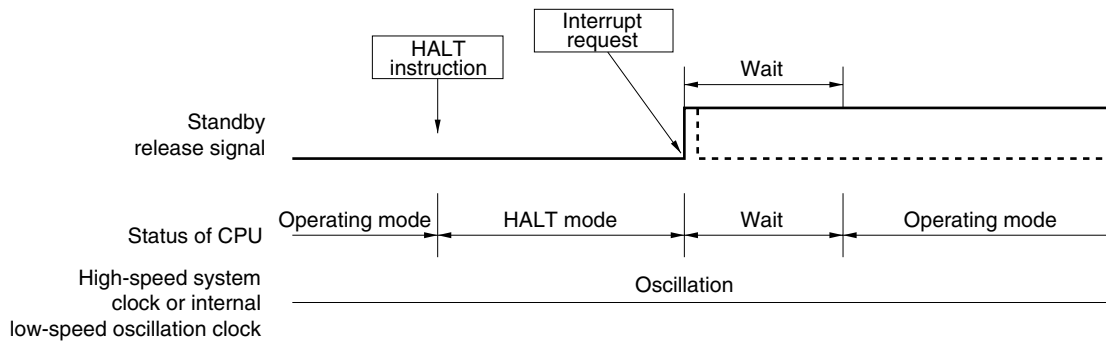 Interrupt
request
HALT
instruction
Wait
Standby
release signal
Operating mode
HALT mode
Wait
Operating mode
Status of CPU
High-speed system
clock or internal
low-speed oscillation clock
Oscillation